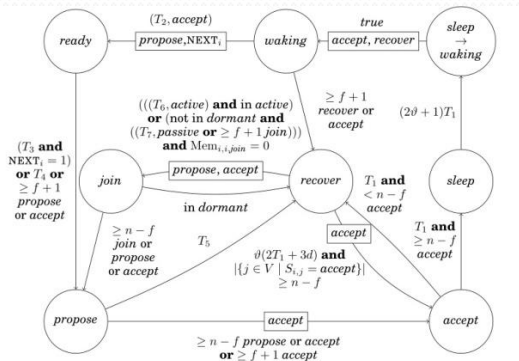 ready
(T₂, accept)
propose,NEXTᵢ
waking
true
accept, recover
sleep
→
waking
(((T₆, active) and in active)
or (not in dormant and
((T₇, passive or ≥ f + 1 join)))
and Memᵢ,ᵢ,ⱼₒᵢₙ = 0
≥ f + 1
recover or
accept
(2ϑ + 1)T₁
(T₃ and
NEXTᵢ = 1)
or T₄ or
≥ f + 1
propose
or accept
join
propose, accept
recover
in dormant
T₁ and
< n − f
accept
sleep
≥ n − f
join or
propose
or accept
T₅
accept
ϑ(2T₁ + 3d) and
|{j ∈ V | Sᵢ,ⱼ = accept}|
≥ n − f
T₁ and
≥ n − f
accept
propose
accept
accept
≥ n − f propose or accept
or ≥ f + 1 accept